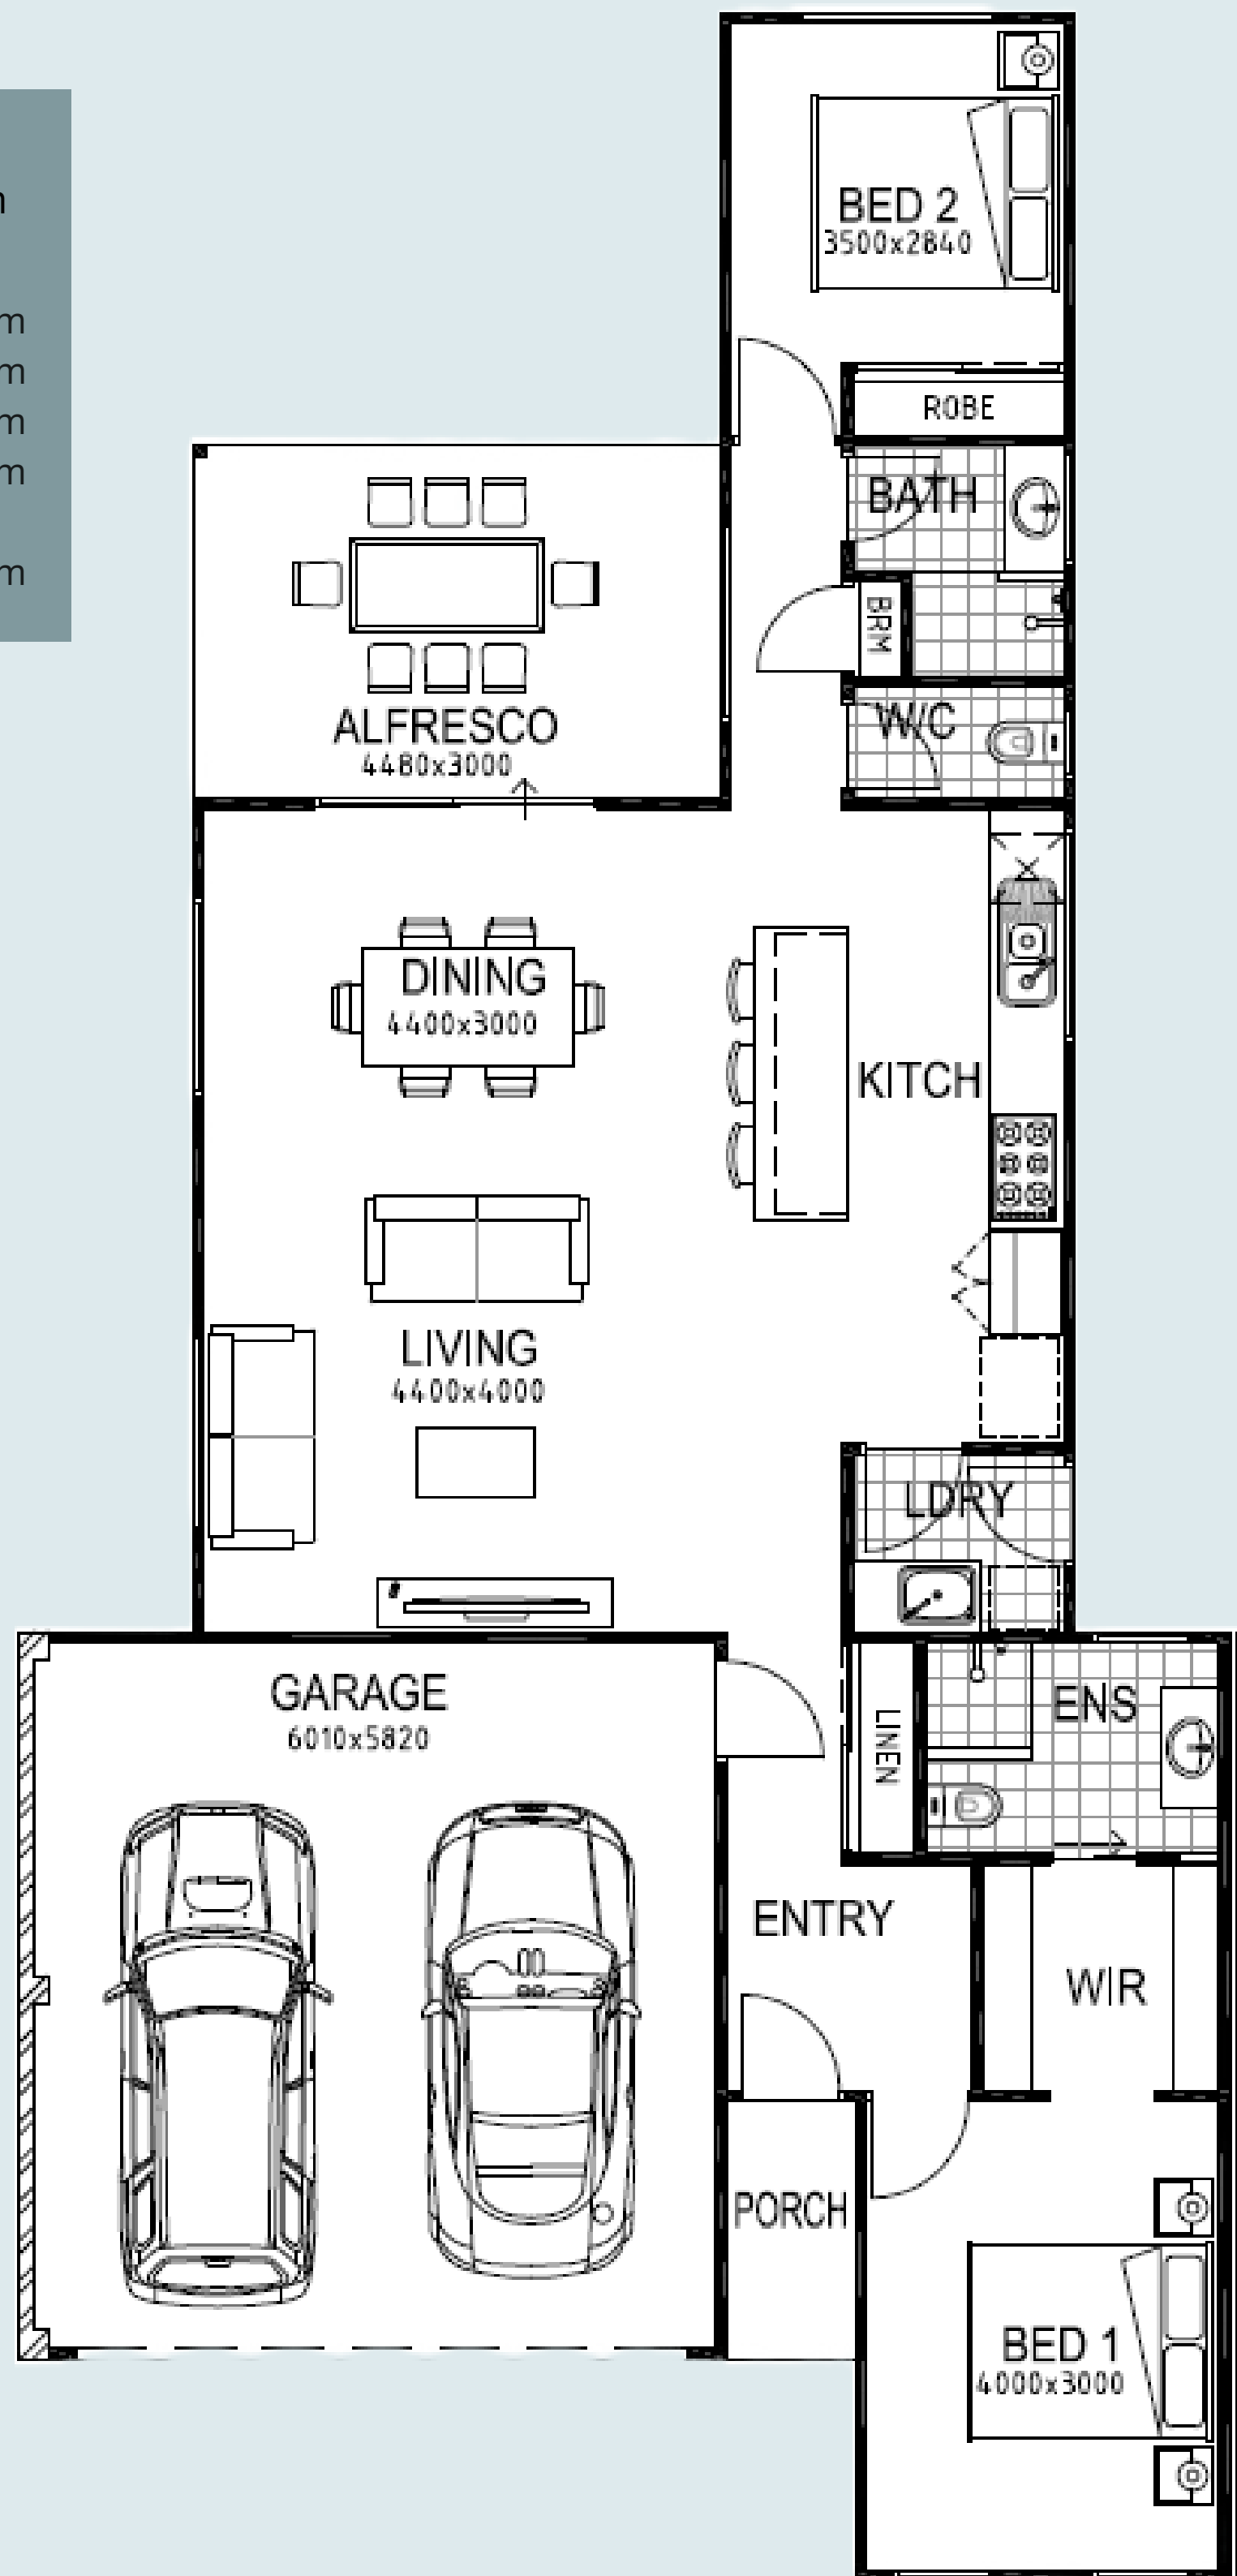 m
m
m
m
m
BED 2
3500x2840
ROBE
BATH
BRM
W/C
ALFRESCO
4480x3000
DINING
4400x3000
KITCH
LIVING
4400x4000
LDRY
GARAGE
6010x5820
LINEN
ENS
ENTRY
WIR
PORCH
BED 1
4000x3000